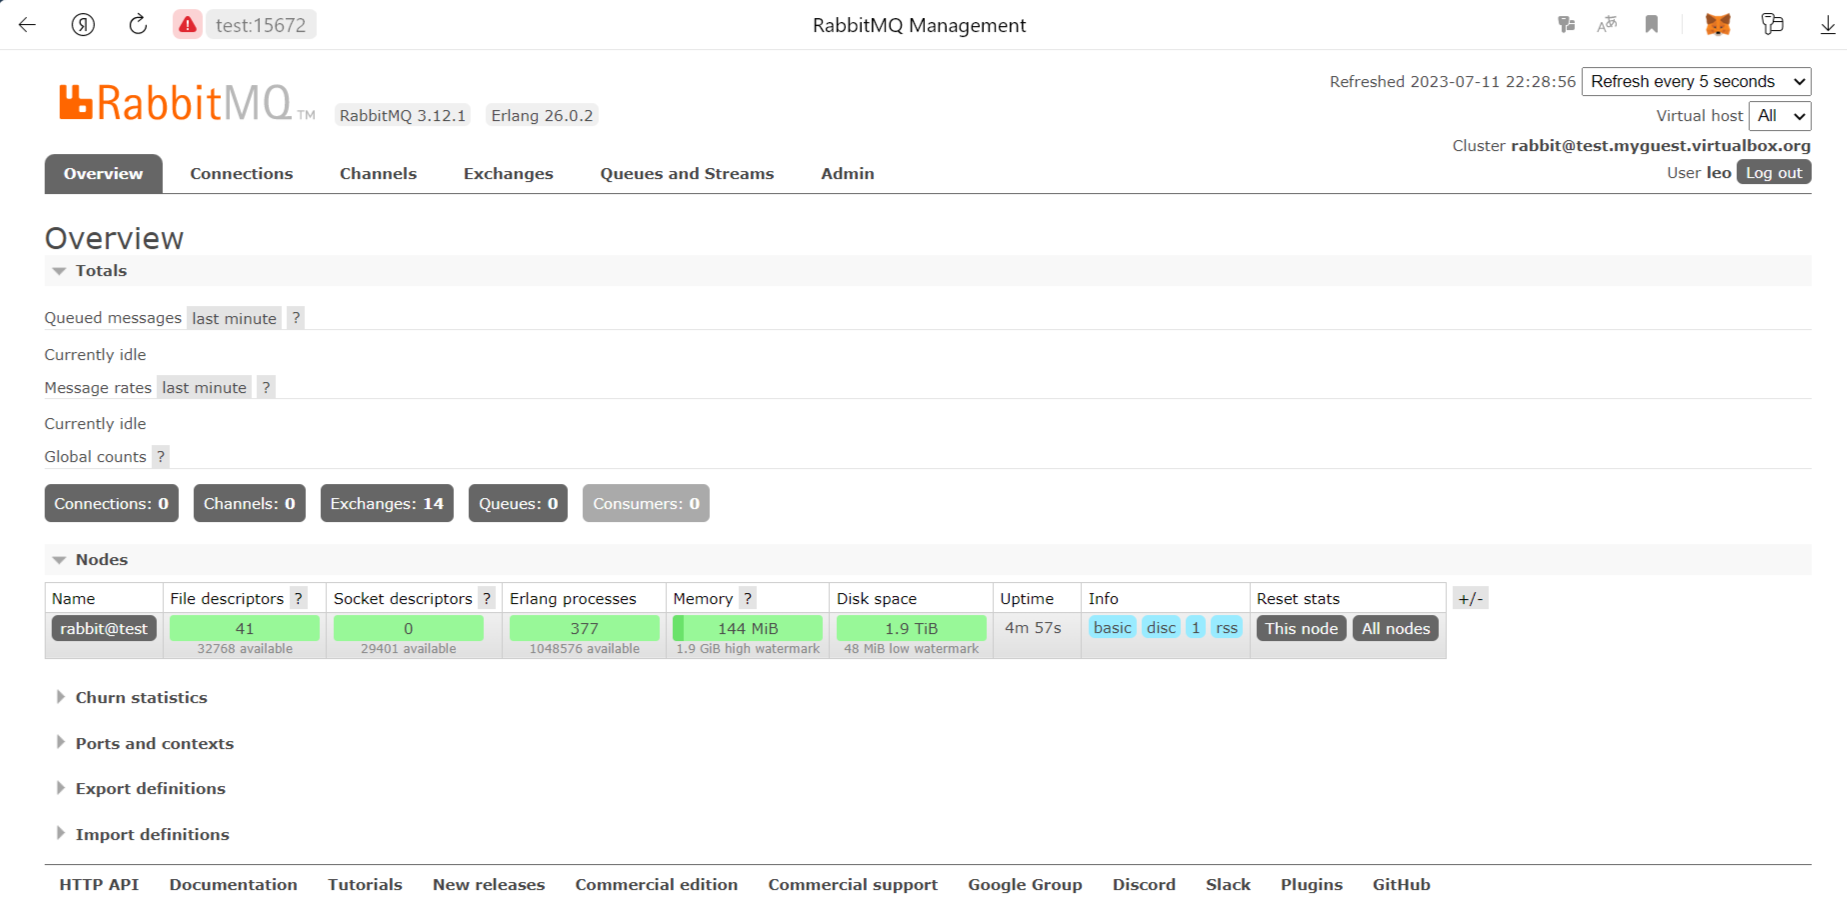 test:15672
RabbitMQ Management
Refreshed 2023-07-11 22:28:56 Refresh every 5 seconds
RabbitMQ TM RabbitMQ 3.12.1 Erlang 26.0.2
Virtual host All
Cluster rabbit@test.myguest.virtualbox.org
User leo Log out
Overview Connections Channels Exchanges Queues and Streams Admin
Overview
Totals
Queued messages last minute ?
Currently idle
Message rates last minute ?
Currently idle
Global counts ?
Connections: 0 Channels: 0 Exchanges: 14 Queues: 0 Consumers: 0
Nodes
Name File descriptors ? Socket descriptors ? Erlang processes Memory ? Disk space Uptime Info Reset stats +/-
rabbit@test 41 0 377 144 MiB 1.9 TiB 4m 57s basic disc 1 rss This node All nodes
32768 available 29401 available 1048576 available 1.9 GiB high watermark 48 MiB low watermark
Churn statistics
Ports and contexts
Export definitions
Import definitions
HTTP API Documentation Tutorials New releases Commercial edition Commercial support Google Group Discord Slack Plugins GitHub